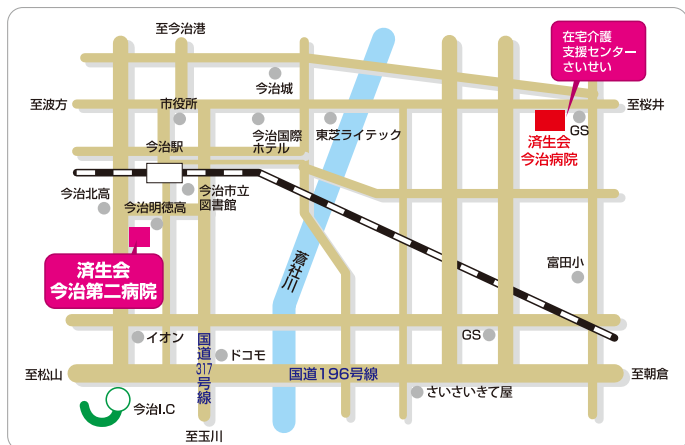 至今治港
在宅介護
支援センター
さいせい
今治城
至波方
市役所
至桜井
GS
今治国際
ホテル
東芝ライテック
済生会
今治病院
今治駅
今治北高
今治市立
図書館
今治明徳高
済生会
今治第二病院
蒼社川
富田小
イオン
国道317号線
ドコモ
GS
至松山
国道196号線
至朝倉
さいさいきて屋
今治I.C
至玉川